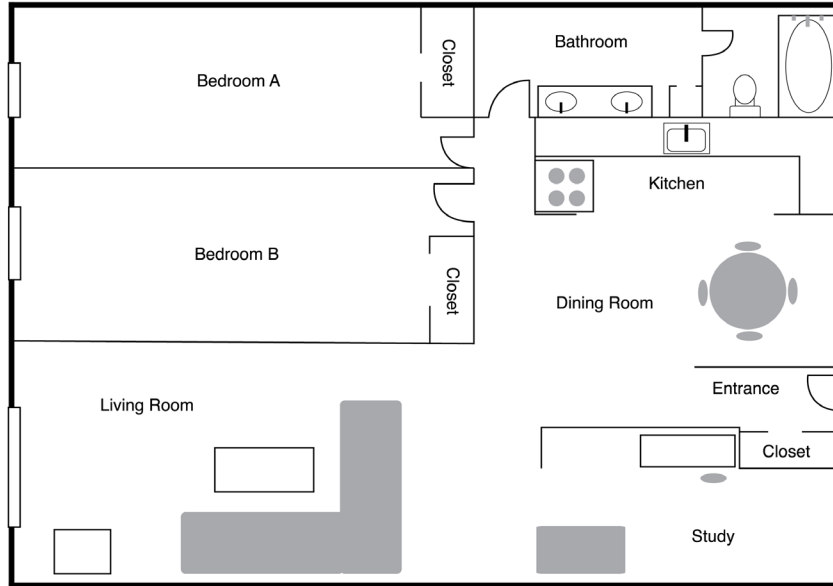 Bathroom
Closet
Bedroom A
Kitchen
Bedroom B
Closet
Dining Room
Entrance
Living Room
Closet
Study